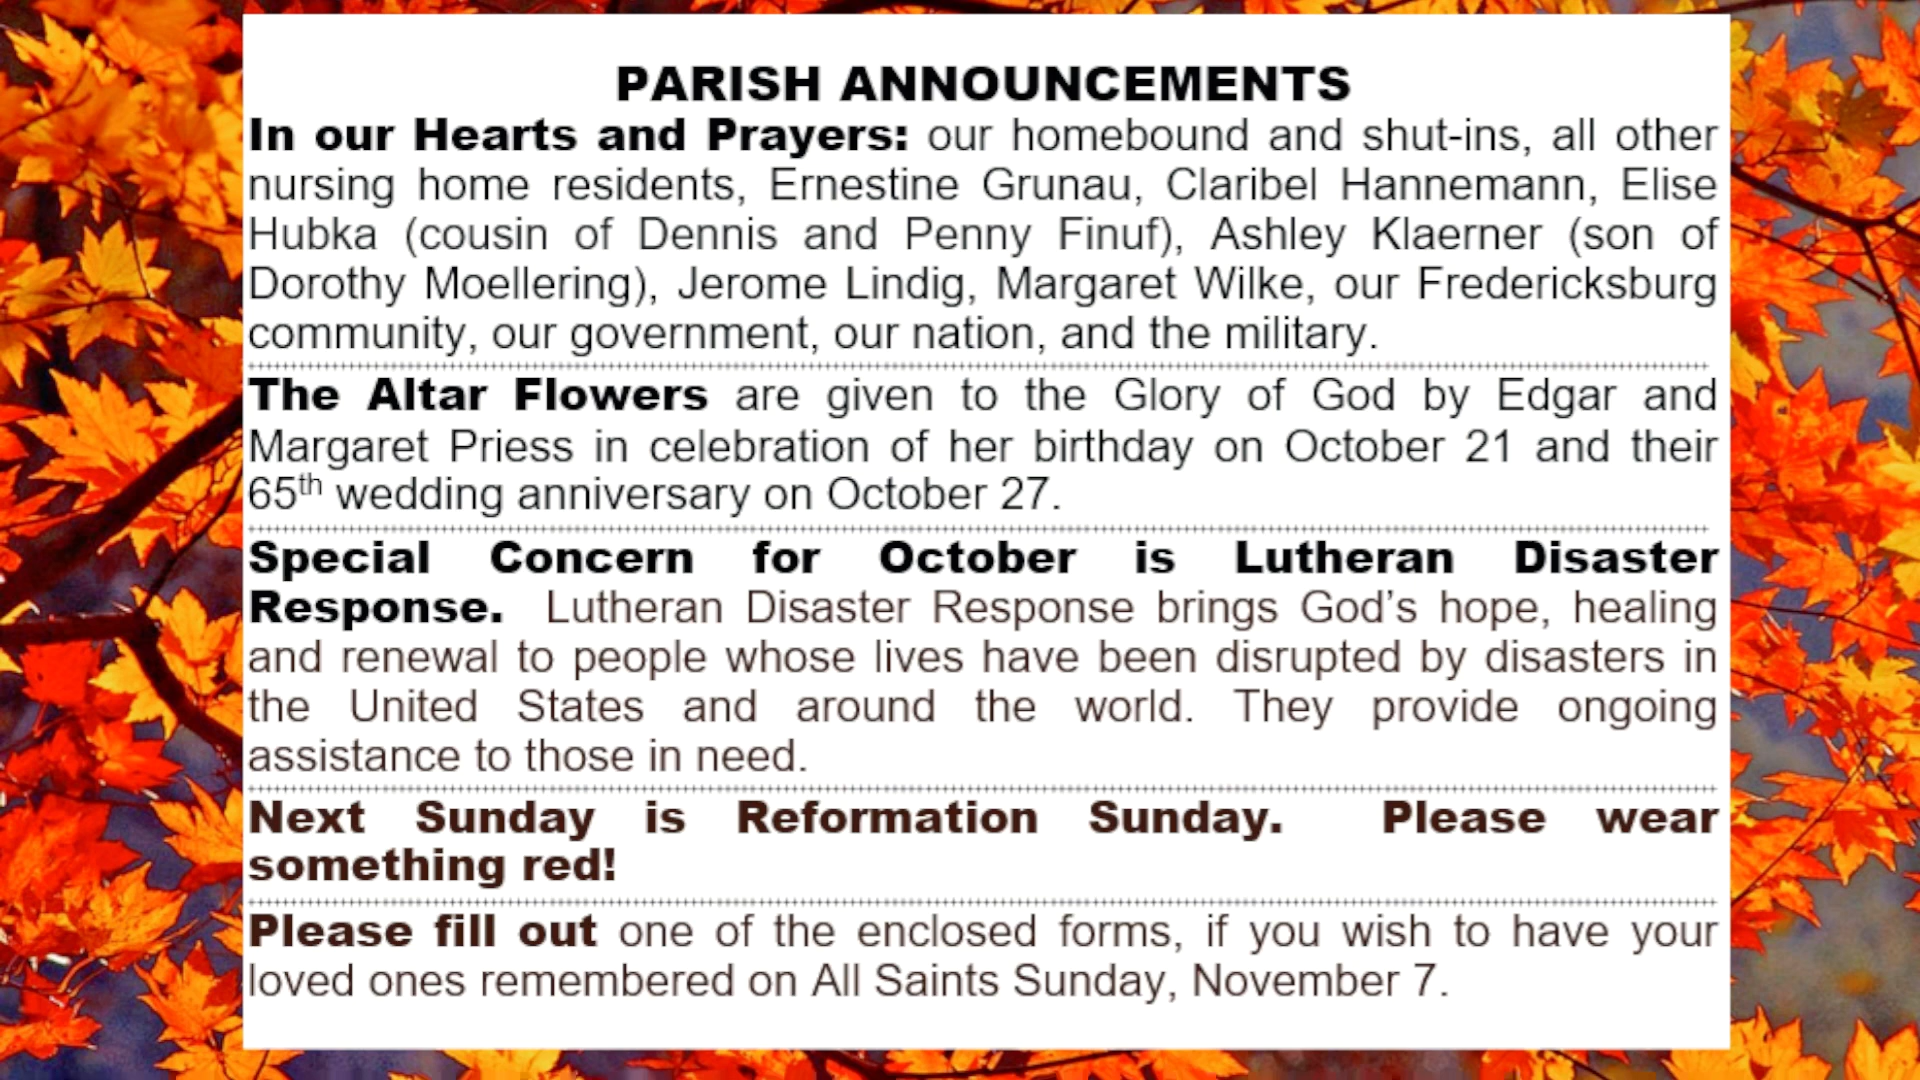 PARISH ANNOUNCEMENTS
In our Hearts and Prayers: our homebound and shut-ins, all other
nursing home residents, Ernestine Grunau, Claribel Hannemann, Elise
Hubka (cousin of Dennis and Penny Finuf), Ashley Klaerner (son of
Dorothy Moellering), Jerome Lindig, Margaret Wilke, our Fredericksburg
community, our government, our nation, and the military.
The Altar Flowers are given to the Glory of God by Edgar and
Margaret Priess in celebration of her birthday on October 21 and their
65th wedding anniversary on October 27.
Special Concern for October is Lutheran Disaster
Response. Lutheran Disaster Response brings God’s hope, healing
and renewal to people whose lives have been disrupted by disasters in
the United States and around the world. They provide ongoing
assistance to those in need.
Next Sunday is Reformation Sunday. Please wear
something red!
Please fill out one of the enclosed forms, if you wish to have your
loved ones remembered on All Saints Sunday, November 7.